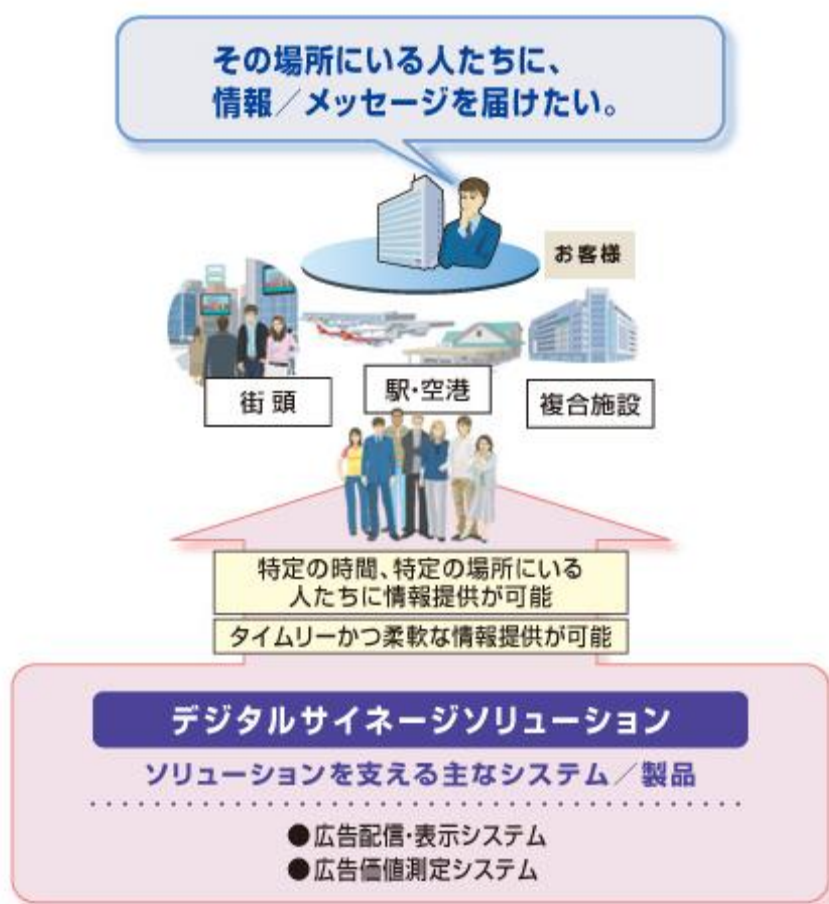 その場所にいる人たちに、
情報／メッセージを届けたい。
お客様
街頭
駅・空港
複合施設
特定の時間、特定の場所にいる
人たちに情報提供が可能
タイムリーかつ柔軟な情報提供が可能
デジタルサイネージソリューション
ソリューションを支える主なシステム／製品
●広告配信・表示システム
●広告価値測定システム